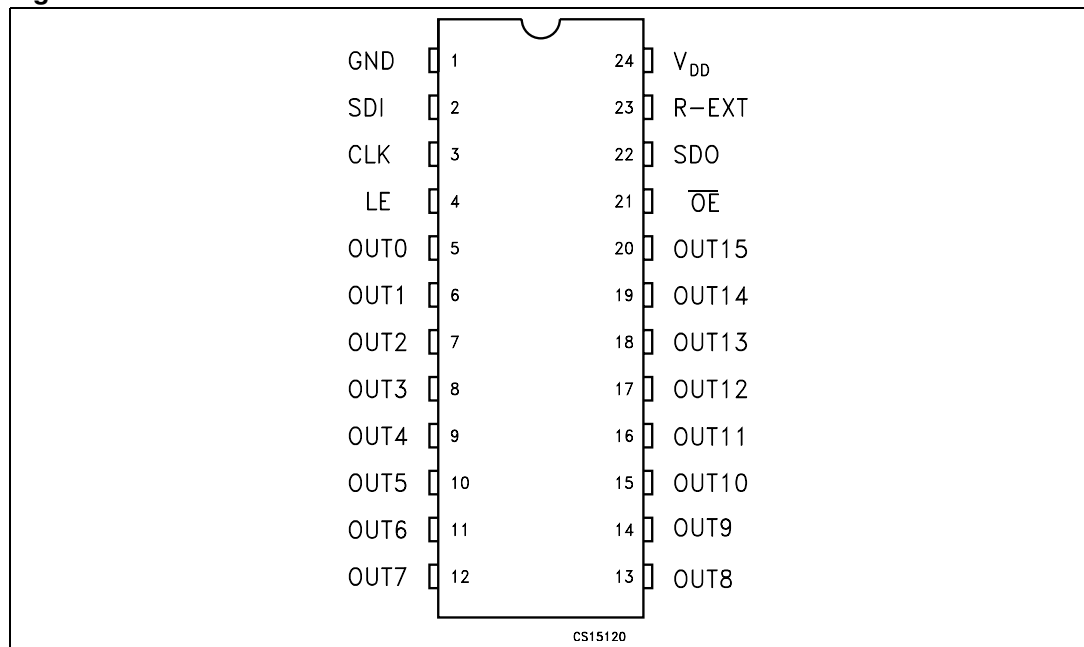 GND 1 24 VDD
SDI 2 23 R-EXT
CLK 3 22 SDO
LE 4 21 O̅E̅
OUT0 5 20 OUT15
OUT1 6 19 OUT14
OUT2 7 18 OUT13
OUT3 8 17 OUT12
OUT4 9 16 OUT11
OUT5 10 15 OUT10
OUT6 11 14 OUT9
OUT7 12 13 OUT8
CS15120